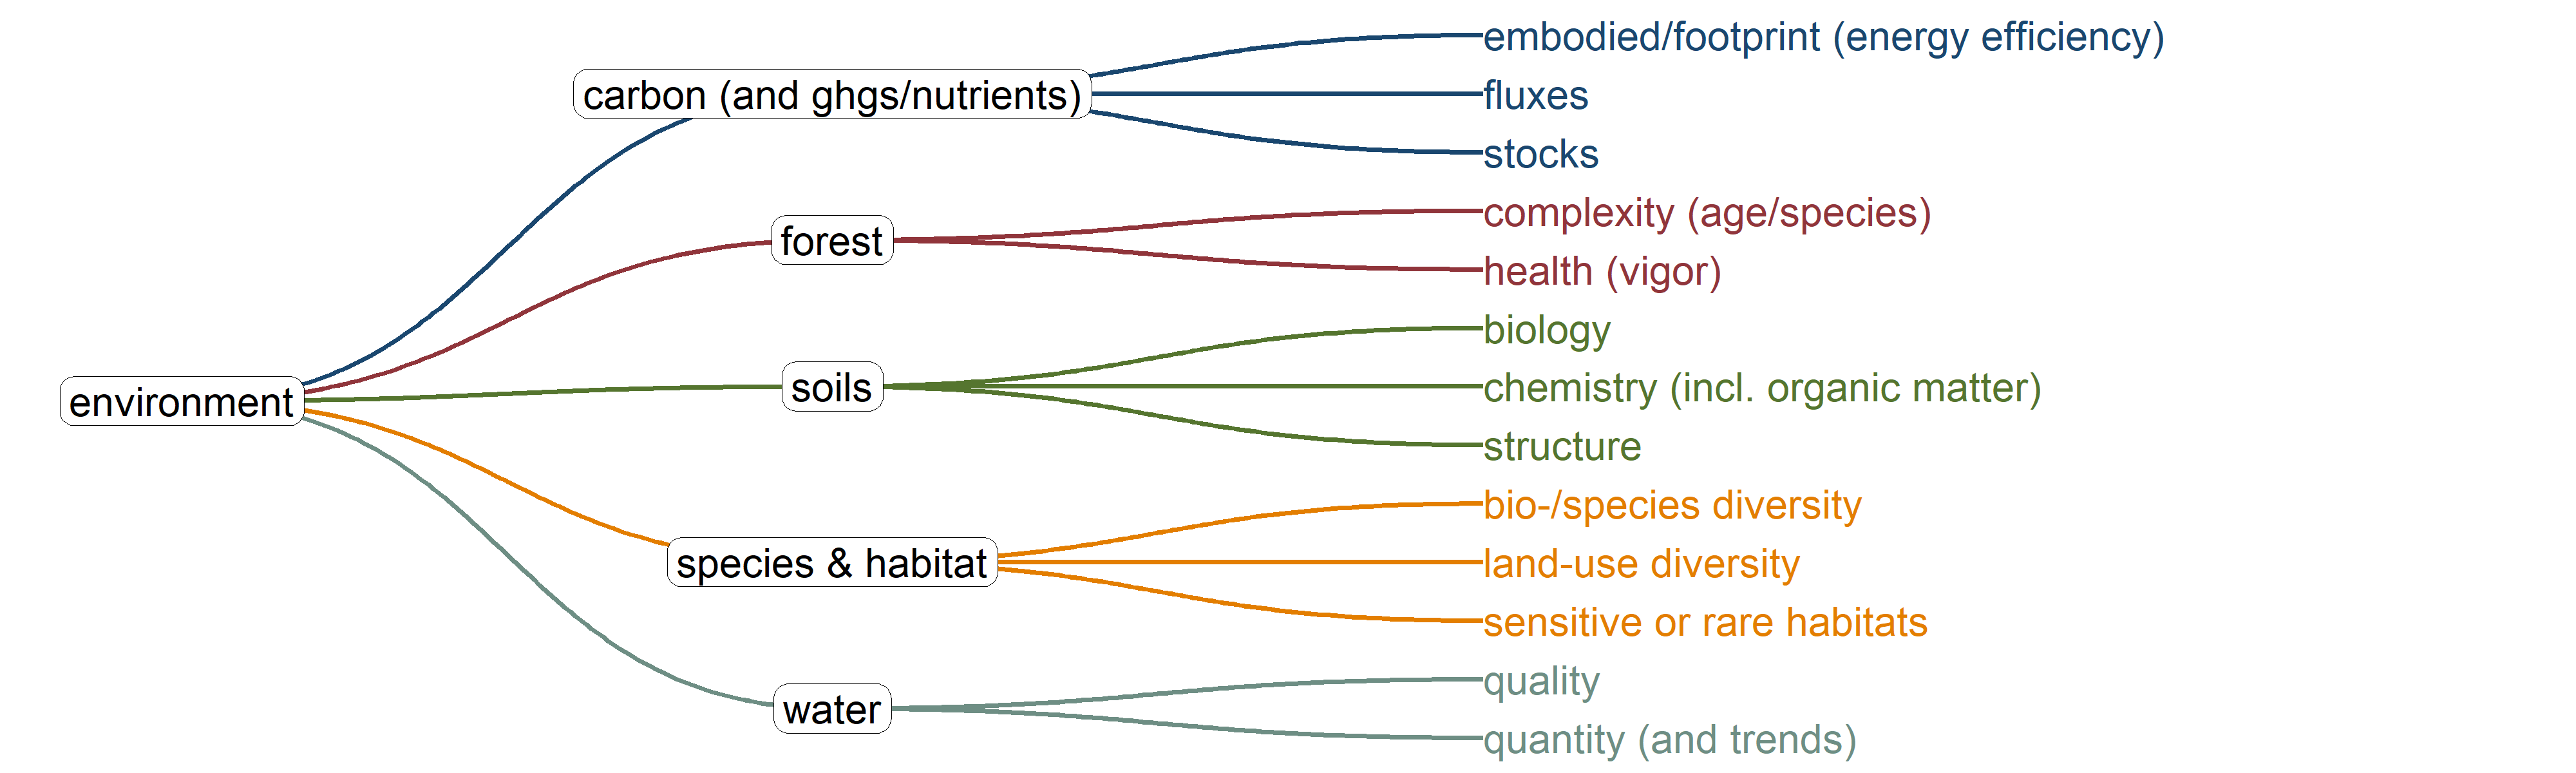 environment
carbon (and ghgs/nutrients)
embodied/footprint (energy efficiency)
fluxes
stocks
forest
complexity (age/species)
health (vigor)
soils
biology
chemistry (incl. organic matter)
structure
species & habitat
bio-/species diversity
land-use diversity
sensitive or rare habitats
water
quality
quantity (and trends)